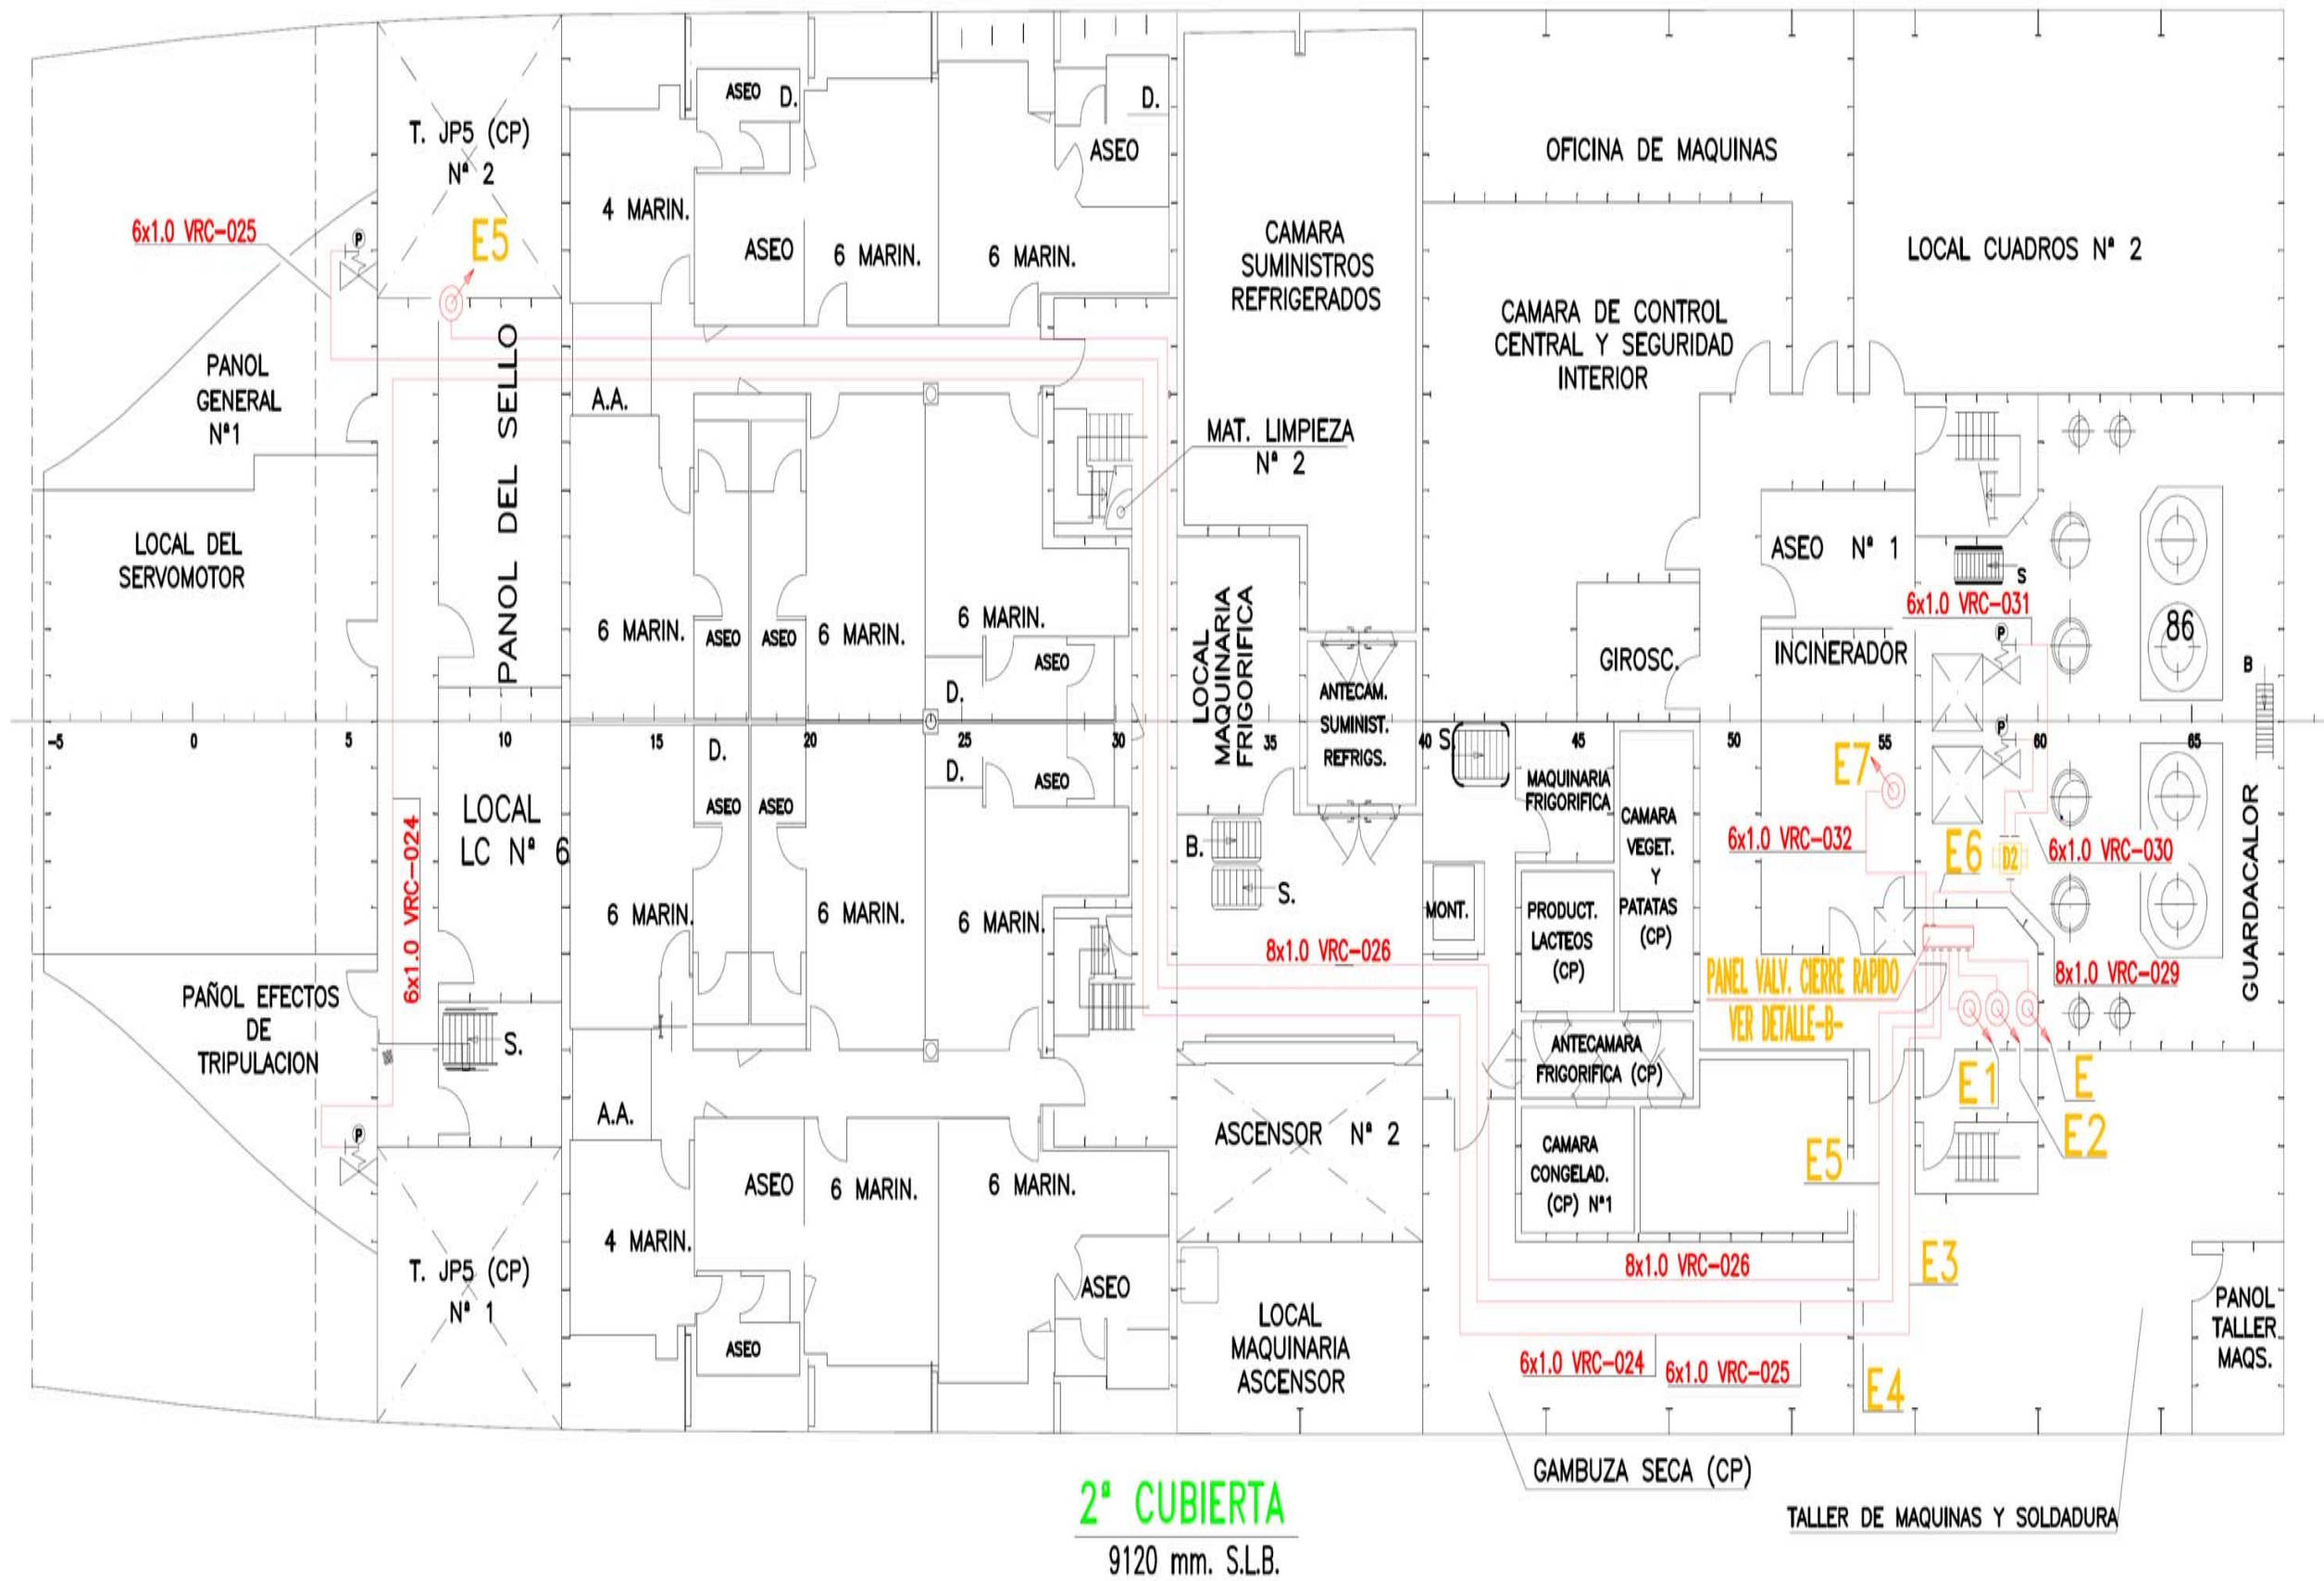 ASEO D.
D.
T. JP5 (CP)
Nª 2
ASEO
OFICINA DE MAQUINAS
4 MARIN.
6x1.0 VRC-025
P
E5
ASEO
6 MARIN.
6 MARIN.
CAMARA
SUMINISTROS
REFRIGERADOS
LOCAL CUADROS Nª 2
CAMARA DE CONTROL
CENTRAL Y SEGURIDAD
INTERIOR
PANOL
GENERAL
Nª1
PANOL DEL SELLO
A.A.
MAT. LIMPIEZA
Nª 2
LOCAL DEL
SERVOMOTOR
ASEO Nª 1
S
6x1.0 VRC-031
6 MARIN.
ASEO
ASEO
6 MARIN.
6 MARIN.
ASEO
D.
LOCAL
MAQUINARIA
FRIGORIFICA
GIROSC.
INCINERADOR
P
86
B
ANTECAM.
SUMINIST.
REFRIGS.
-5
0
5
10
15
20
25
30
35
40
45
50
55
60
65
D.
D.
ASEO
S.
P
E7
MAQUINARIA
FRIGORIFICA
LOCAL
LC Nª 6
ASEO
ASEO
CAMARA
VEGET.
Y
PATATAS
(CP)
6x1.0 VRC-032
E6
D2
6x1.0 VRC-030
GUARDACALOR
B.
S.
6x1.0 VRC-024
6 MARIN.
6 MARIN.
6 MARIN.
MONT.
PRODUCT.
LACTEOS
(CP)
8x1.0 VRC-026
PANEL VALV. CIERRE RAPIDO
VER DETALLE-B-
8x1.0 VRC-029
PAÑOL EFECTOS
DE
TRIPULACION
S.
ANTECAMARA
FRIGORIFICA (CP)
E1
E
E2
A.A.
P
ASCENSOR Nª 2
CAMARA
CONGELAD.
(CP) Nª1
E5
ASEO
6 MARIN.
6 MARIN.
4 MARIN.
T. JP5 (CP)
Nª 1
ASEO
8x1.0 VRC-026
E3
LOCAL
MAQUINARIA
ASCENSOR
PANOL
TALLER
MAQS.
ASEO
6x1.0 VRC-024
6x1.0 VRC-025
E4
GAMBUZA SECA (CP)
TALLER DE MAQUINAS Y SOLDADURA
2ª CUBIERTA
9120 mm. S.L.B.